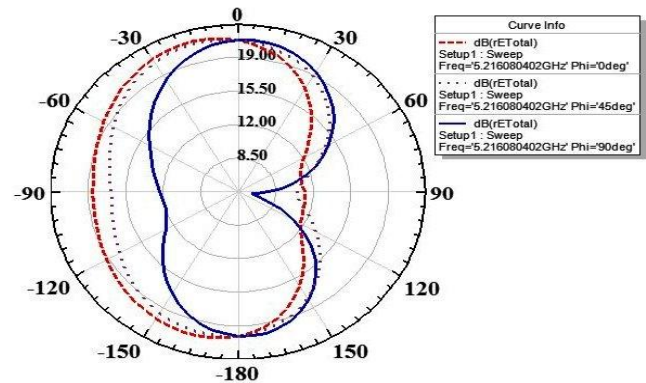 0
-30
30
19.00
15.50
-60
60
12.00
8.50
-90
90
-120
120
-150
150
-180
Curve Info
dB(rETotal)
Setup1 : Sweep
Freq='5.216080402GHz' Phi='0deg'
dB(rETotal)
Setup1 : Sweep
Freq='5.216080402GHz' Phi='45deg'
dB(rETotal)
Setup1 : Sweep
Freq='5.216080402GHz' Phi='90deg'